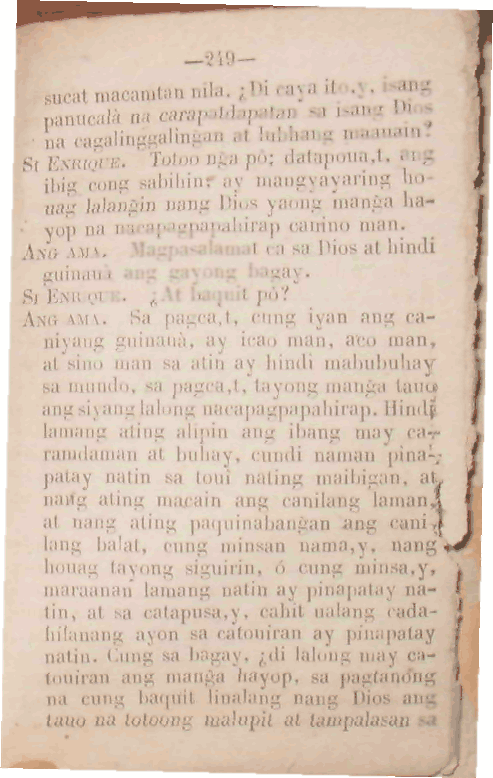 —249—
sucat macamtan nila. ¿Di caya ito,y, isang
panucalà na carapatdapatan sa isang Dios
na cagalinggalingan at lubhang maauain?
SI ENRIQUE. Totoo nğa pô; datapoua,t, ang
ibig cong sabihin, ay mangyayaring ho-
uag lalangin nang Dios yaong manğa ha-
yop na nacapagpapahirap canino man.
ANG AMA. Magpasalamat ca sa Dios at hindi
guinauà ang gayong bagay.
SI ENRIQUE. ¿At baquit pô?
ANG AMA. Sa pagca,t, cung iyan ang ca-
niyang guinauà, ay icao man, aco man,
at sino man sa atin ay hindi mabubuhay
sa mundo, sa pagca,t, tayong manğa tauo
ang siyang lalong nacapagpapahirap. Hindi
lamang ating alipin ang ibang may ca-
ramdaman at buhay, cundi naman pina-
patay natin sa toui nating maibigan, at
nang ating macain ang canilang laman,
at nang ating paquinabangan ang cani-
lang balat, cung minsan nama,y, nang
houag tayong siguirin, ó cung minsa,y,
maraanan lamang natin ay pinapatay na-
tin, at sa catapusa,y, cahit ualang cada-
hilanang ayon sa catouiran ay pinapatay
natin. Cung sa bagay, ¿di lalong may ca-
touiran ang manğa hayop, sa pagtanong
na cung baquit linalang nang Dios ang
tauo na totoong malupit at tampalasan sa